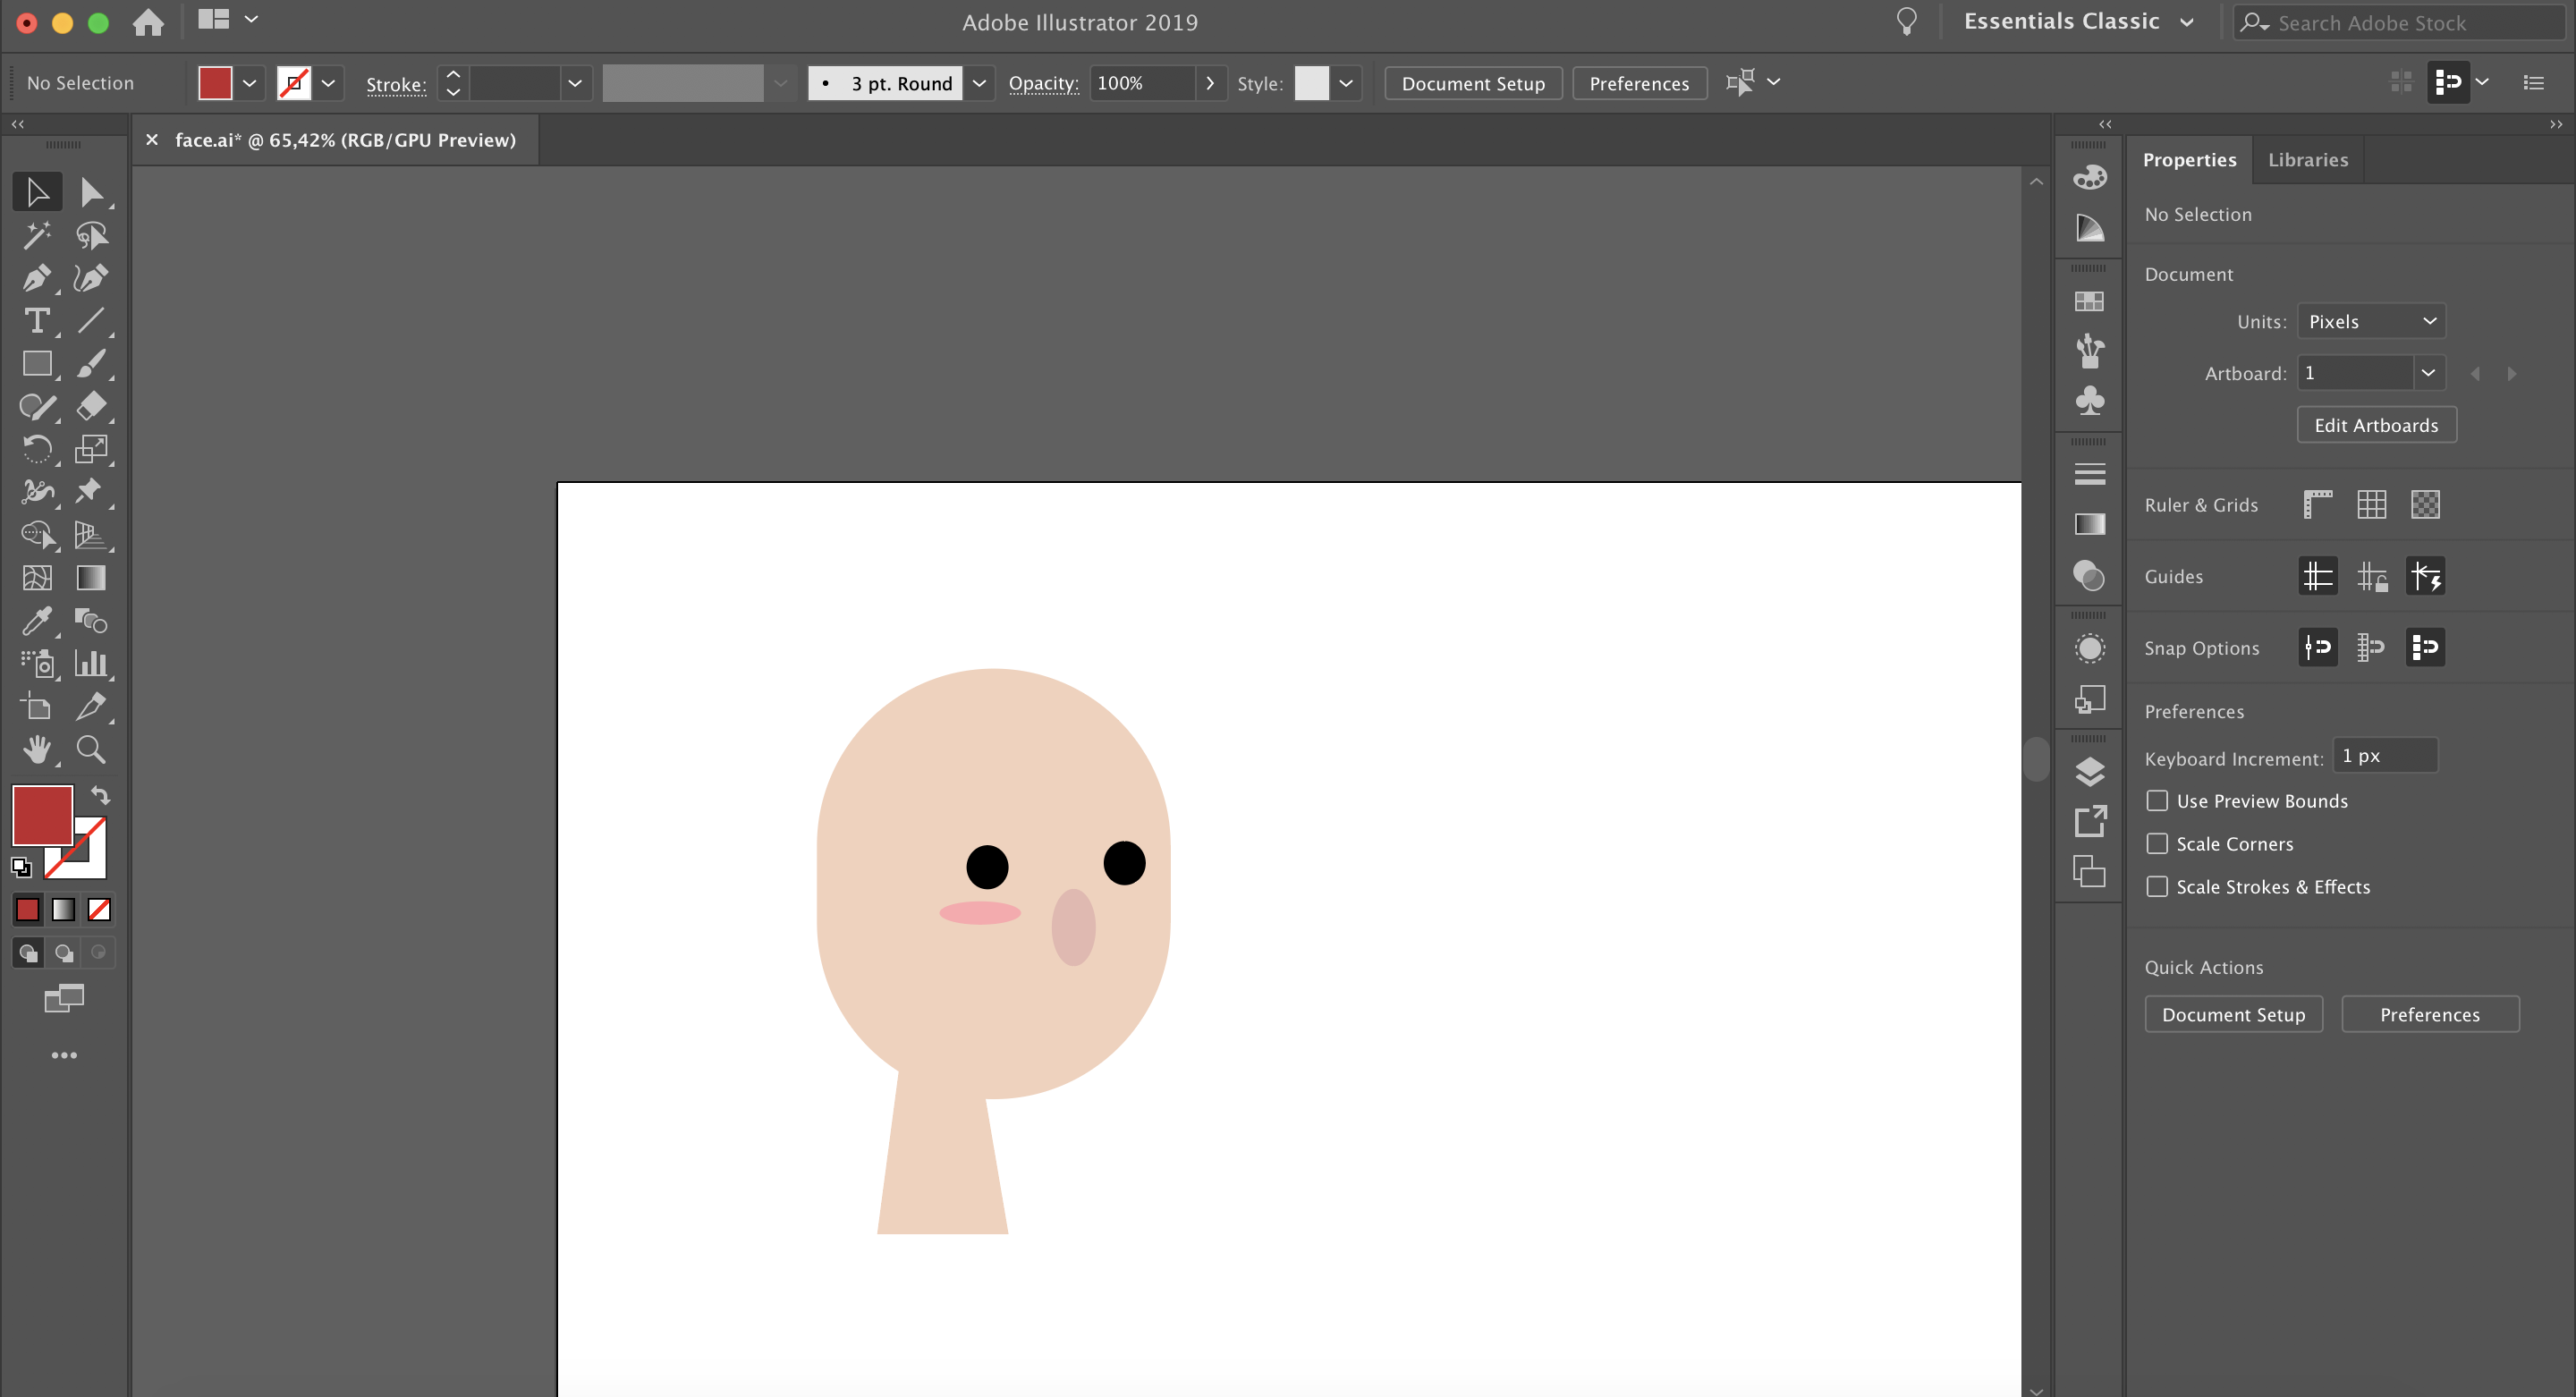 Adobe Illustrator 2019
Essentials Classic
Search Adobe Stock
No Selection
Stroke:
3 pt. Round
Opacity:
100%
Style:
Document Setup
Preferences
face.ai* @ 65,42% (RGB/GPU Preview)
Properties
Libraries
No Selection
Document
Units:
Pixels
Artboard:
1
Edit Artboards
Ruler & Grids
Guides
Snap Options
Preferences
Keyboard Increment:
1 px
Use Preview Bounds
Scale Corners
Scale Strokes & Effects
Quick Actions
Document Setup
Preferences